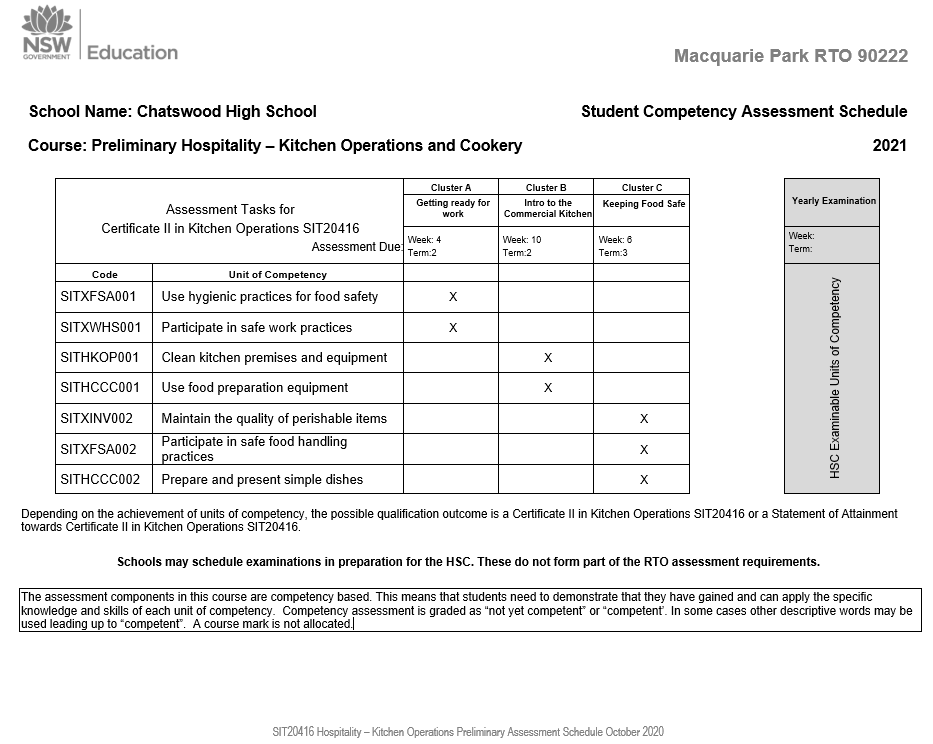 NSW
GOVERNMENT
Education
Macquarie Park RTO 90222
School Name: Chatswood High School
Student Competency Assessment Schedule
Course: Preliminary Hospitality – Kitchen Operations and Cookery
2021
Assessment Tasks for
Certificate II in Kitchen Operations SIT20416
Assessment Due:
Cluster A
Cluster B
Cluster C
Getting ready for
work
Intro to the
Commercial Kitchen
Keeping Food Safe
Week: 4
Term:2
Week: 10
Term:2
Week: 6
Term:3
Yearly Examination
Week:
Term:
HSC Examinable Units of Competency
Code Unit of Competency
SITXFSA001 Use hygienic practices for food safety X
SITXWHS001 Participate in safe work practices X
SITHKOP001 Clean kitchen premises and equipment X
SITHCCC001 Use food preparation equipment X
SITXINV002 Maintain the quality of perishable items X
SITXFSA002 Participate in safe food handling
practices X
SITHCCC002 Prepare and present simple dishes X
Depending on the achievement of units of competency, the possible qualification outcome is a Certificate II in Kitchen Operations SIT20416 or a Statement of Attainment
towards Certificate II in Kitchen Operations SIT20416.
Schools may schedule examinations in preparation for the HSC. These do not form part of the RTO assessment requirements.
The assessment components in this course are competency based. This means that students need to demonstrate that they have gained and can apply the specific
knowledge and skills of each unit of competency. Competency assessment is graded as “not yet competent” or “competent’. In some cases other descriptive words may be
used leading up to “competent”. A course mark is not allocated.
SIT20416 Hospitality – Kitchen Operations Preliminary Assessment Schedule October 2020